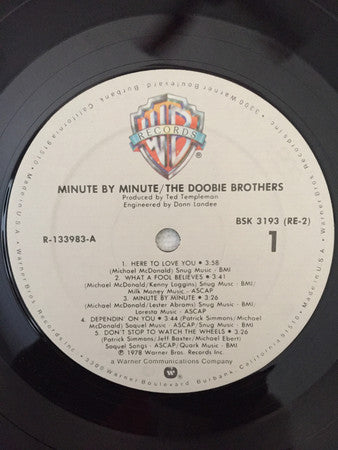 3300 Warner Boulevard Burbank, California 91510 • Made in U.S.A.
WB
RECORDS
MINUTE BY MINUTE/THE DOOBIE BROTHERS
Produced by Ted Templeman
Engineered by Donn Landee
BSK 3193 (RE-2)
R-133983-A
1
1. HERE TO LOVE YOU • 3:58
(Michael McDonald) Snug Music - BMI
2. WHAT A FOOL BELIEVES • 3:41
(Michael McDonald/Kenny Loggins) Snug Music - BMI/
Milk Money Music - ASCAP
3. MINUTE BY MINUTE • 3:26
(Michael McDonald/Lester Abrams) Snug Music - BMI/
Loresta Music - ASCAP
4. DEPENDIN' ON YOU • 3:44 (Patrick Simmons/Michael
McDonald) Soquel Music - ASCAP/Snug Music - BMI
5. DON'T STOP TO WATCH THE WHEELS • 3:26
(Patrick Simmons/Jeff Baxter/Michael Ebert)
Soquel Songs - ASCAP/Quark Music - BMI
℗ 1978 Warner Bros. Records Inc.
a Warner Communications Company
W
Warner Bros. Records Inc., • 3300 Warner Boulevard, Burbank, California 91510 • Made in U.S.A.